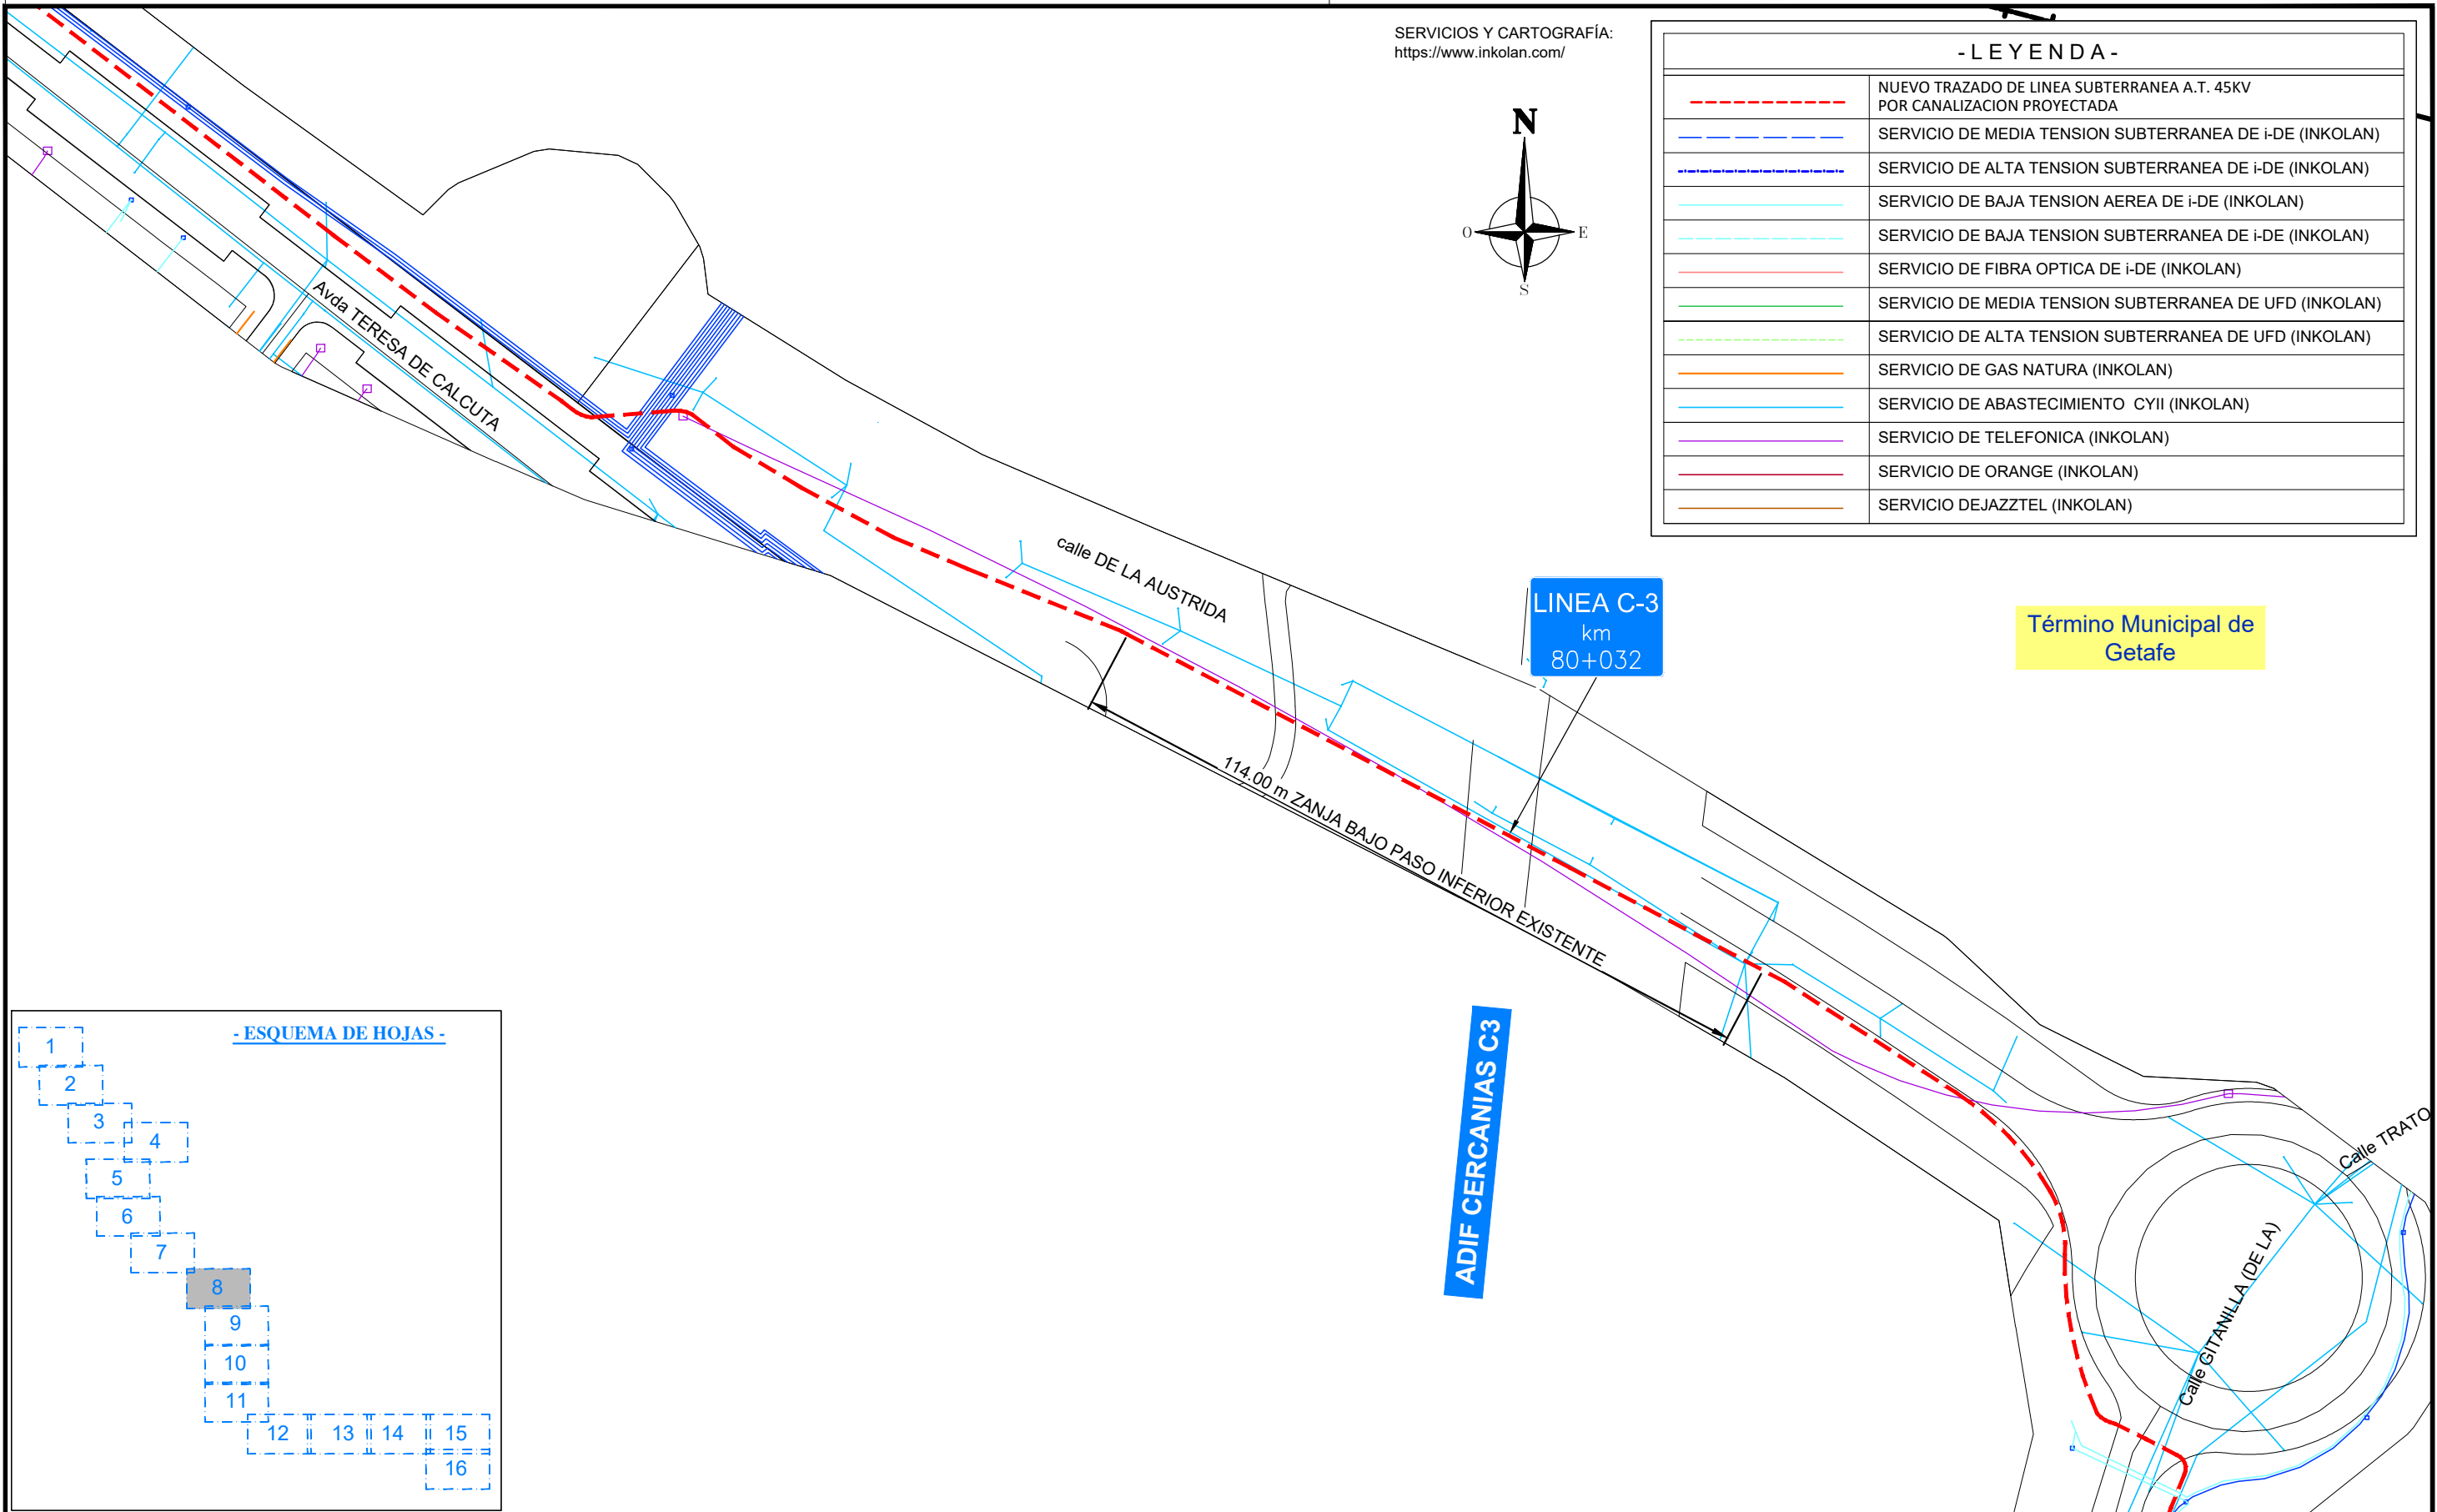 SERVICIOS Y CARTOGRAFÍA:
https://www.inkolan.com/
N
O
E
S
-LEYENDA-
NUEVO TRAZADO DE LINEA SUBTERRANEA A.T. 45KV
POR CANALIZACION PROYECTADA
SERVICIO DE MEDIA TENSION SUBTERRANEA DE i-DE (INKOLAN)
SERVICIO DE ALTA TENSION SUBTERRANEA DE i-DE (INKOLAN)
SERVICIO DE BAJA TENSION AEREA DE i-DE (INKOLAN)
SERVICIO DE BAJA TENSION SUBTERRANEA DE i-DE (INKOLAN)
SERVICIO DE FIBRA OPTICA DE i-DE (INKOLAN)
SERVICIO DE MEDIA TENSION SUBTERRANEA DE UFD (INKOLAN)
SERVICIO DE ALTA TENSION SUBTERRANEA DE UFD (INKOLAN)
SERVICIO DE GAS NATURA (INKOLAN)
SERVICIO DE ABASTECIMIENTO CYII (INKOLAN)
SERVICIO DE TELEFONICA (INKOLAN)
SERVICIO DE ORANGE (INKOLAN)
SERVICIO DEJAZZTEL (INKOLAN)
Avda TERESA DE CALCUTA
calle DE LA AUSTRIDA
LINEA C-3
km
80+032
Término Municipal de
Getafe
114.00 m ZANJA BAJO PASO INFERIOR EXISTENTE
ADIF CERCANIAS C3
Calle TRATO
Calle GITANILLA (DE LA)
- ESQUEMA DE HOJAS -
1
2
3
4
5
6
7
8
9
10
11
12
13
14
15
16